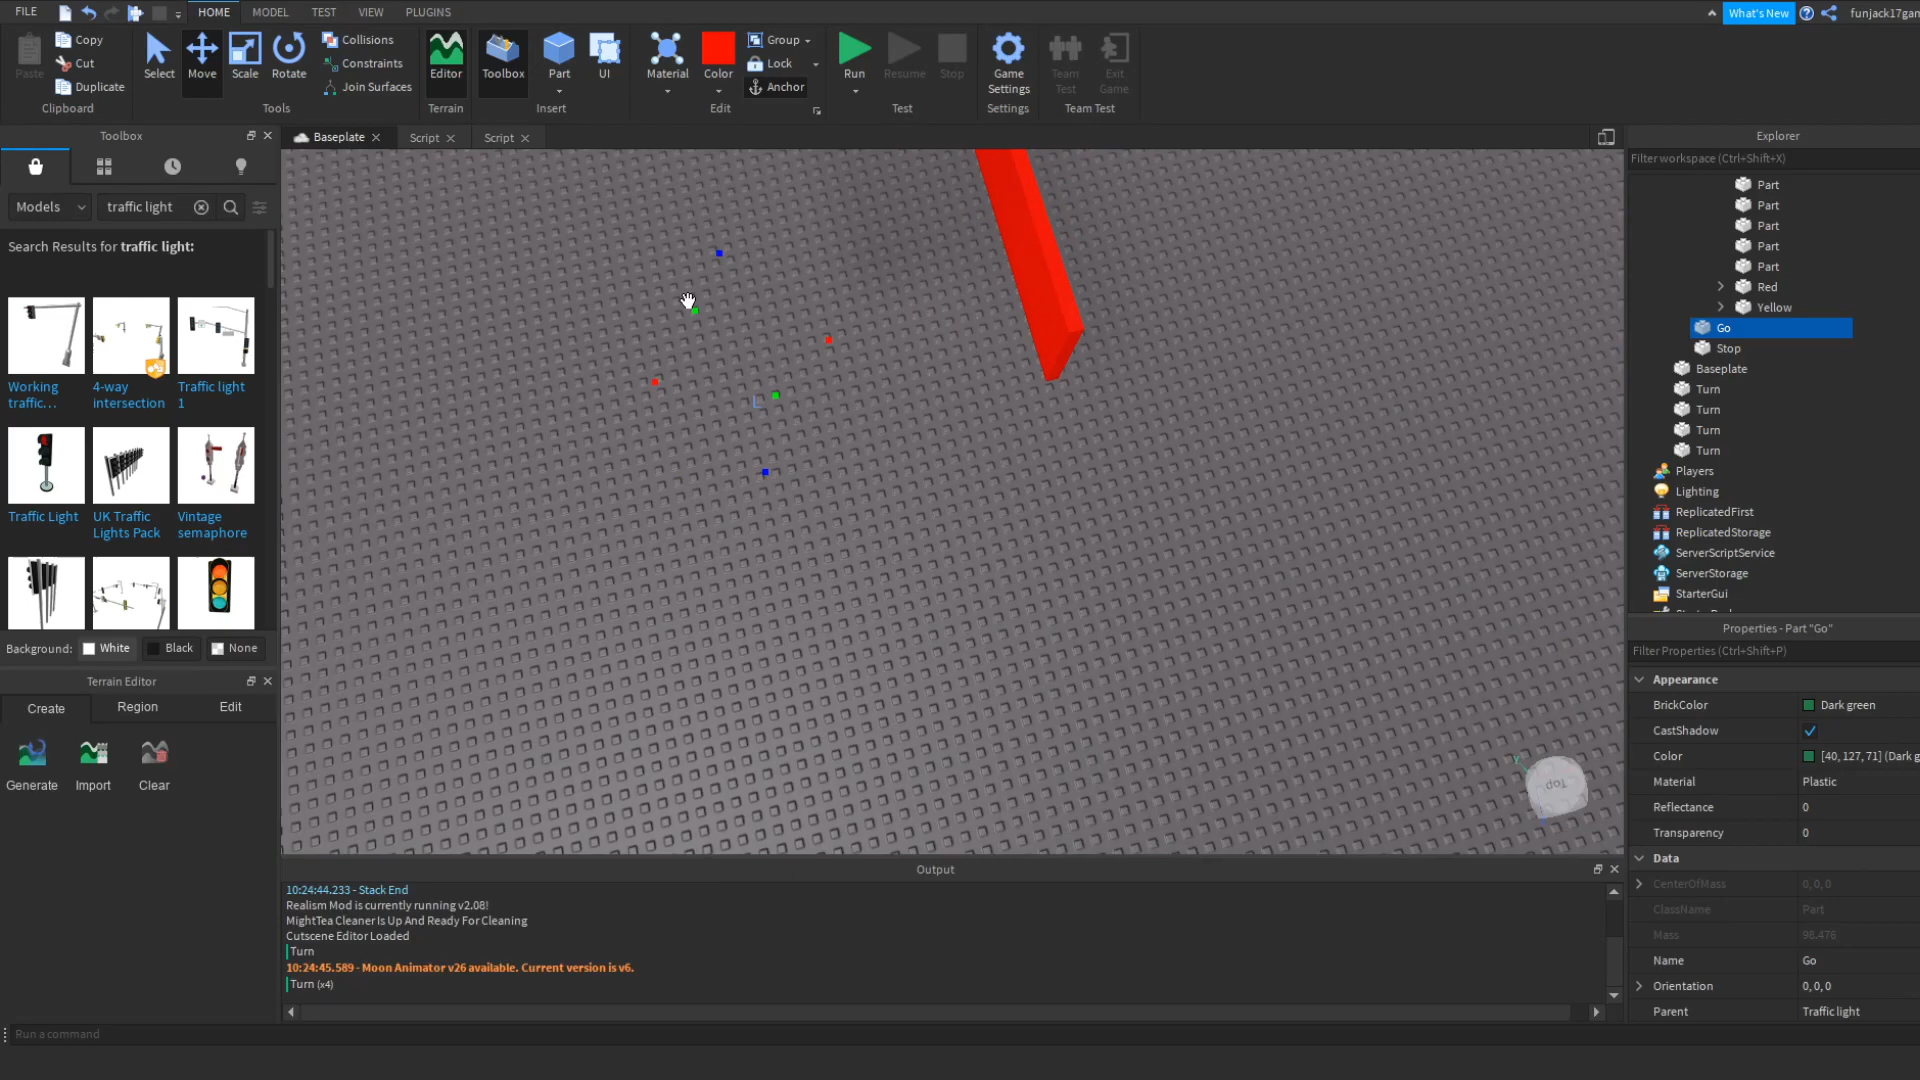 FILE
HOME
MODEL
TEST
VIEW
PLUGINS
What's New
funjack17gam
Paste
Copy
Cut
Duplicate
Clipboard
Select
Move
Scale
Rotate
Collisions
Constraints
Join Surfaces
Tools
Editor
Terrain
Toolbox
Part
UI
Insert
Material
Color
Group
Lock
Anchor
Edit
Run
Resume
Stop
Test
Game
Settings
Settings
Team
Test
Exit
Game
Team Test
Toolbox
Models
traffic light
Search Results for traffic light:
Working
traffic...
4-way
intersection
Traffic light
1
Traffic Light
UK Traffic
Lights Pack
Vintage
semaphore
Background:
White
Black
None
Terrain Editor
Create
Region
Edit
Generate
Import
Clear
Baseplate
Script
Script
L
Y
Top
Output
10:24:44.233 - Stack End
Realism Mod is currently running v2.08!
MightTea Cleaner Is Up And Ready For Cleaning
Cutscene Editor Loaded
Turn
10:24:45.589 - Moon Animator v26 available. Current version is v6.
Turn (x4)
Run a command
Explorer
Filter workspace (Ctrl+Shift+X)
Part
Part
Part
Part
Part
Red
Yellow
Go
Stop
Baseplate
Turn
Turn
Turn
Turn
Players
Lighting
ReplicatedFirst
ReplicatedStorage
ServerScriptService
ServerStorage
StarterGui
Properties - Part "Go"
Filter Properties (Ctrl+Shift+P)
Appearance
BrickColor Dark green
CastShadow
Color [40, 127, 71] (Dark g
Material Plastic
Reflectance 0
Transparency 0
Data
CenterOfMass 0, 0, 0
ClassName Part
Mass 98.476
Name Go
Orientation 0, 0, 0
Parent Traffic light